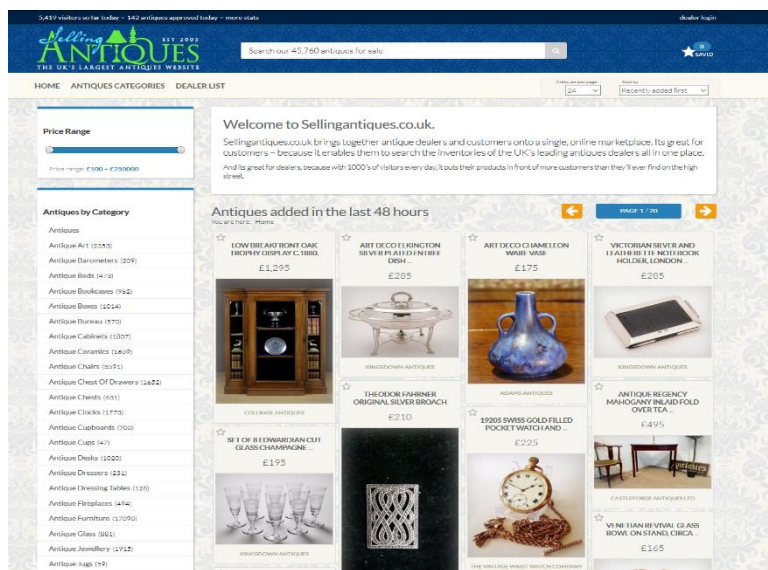 5,419 visitors so far today - 142 antiques approved today - more stats
dealer login
Selling
EST 2003
ANTIQUES
THE UK'S LARGEST ANTIQUES WEBSITE
Search our 45,760 antiques for sale
0
SAVED
HOME ANTIQUES CATEGORIES DEALER LIST
24
Recently added first
Price Range
Price range: £100 - £250000
Welcome to Sellingantiques.co.uk.
Sellingantiques.co.uk brings together antique dealers and customers onto a single, online marketplace. Its great for
customers - because it enables them to search the inventories of the UK's leading antiques dealers all in one place.
And its great for dealers, because with 1000's of visitors every day, it puts their products in front of more customers than they'll ever find on the high
street.
Antiques by Category
Antiques
Antique Art (2050)
Antique Barometers (209)
Antique Beds
Antique Bookcases (962)
Antique Boxes (1014)
Antique Bureau (570)
Antique Cabinets (1807)
Antique Ceramics (1609)
Antique Chairs (3591)
Antique Chest Of Drawers (1652)
Antique Chests (631)
Antique Clocks (1770)
Antique Cupboards (700)
Antique Cups (47)
Antique Desks (1020)
Antique Dressers (231)
Antique Dressing Tables (126)
Antique Fireplaces (494)
Antique Furniture (17090)
Antique Glass (881)
Antique Jewellery (1915)
Antique Jugs (59)
Antiques added in the last 48 hours
You are here: Home
PAGE 1 / 20
LOW BREAKFRONT OAK
TROPHY DISPLAY C.1880.
£1,295
COLLINGE ANTIQUES
SET OF 8 EDWARDIAN CUT
GLASS CHAMPAGNE ...
£195
KINGSDOWN ANTIQUES
ART DECO ELKINGTON
SILVER PLATED ENTREE
DISH ...
£285
KINGSDOWN ANTIQUES
THEODOR FAHRNER
ORIGINAL SILVER BROACH
£210
ART DECO CHAMELEON
WARE VASE
£175
ADAMS ANTIQUES
1920S SWISS GOLD FILLED
POCKET WATCH AND ...
£225
THE VINTAGE WRIST WATCH COMPANY
VICTORIAN SILVER AND
LEATHERETTE NOTEBOOK
HOLDER, LONDON ...
£285
KINGSDOWN ANTIQUES
ANTIQUE REGENCY
MAHOGANY INLAID FOLD
OVER TEA ...
£495
Antiques
CASTLEFORGE ANTIQUES LTD
VENETIAN REVIVAL GLASS
BOWL ON STAND, CIRCA ...
£165